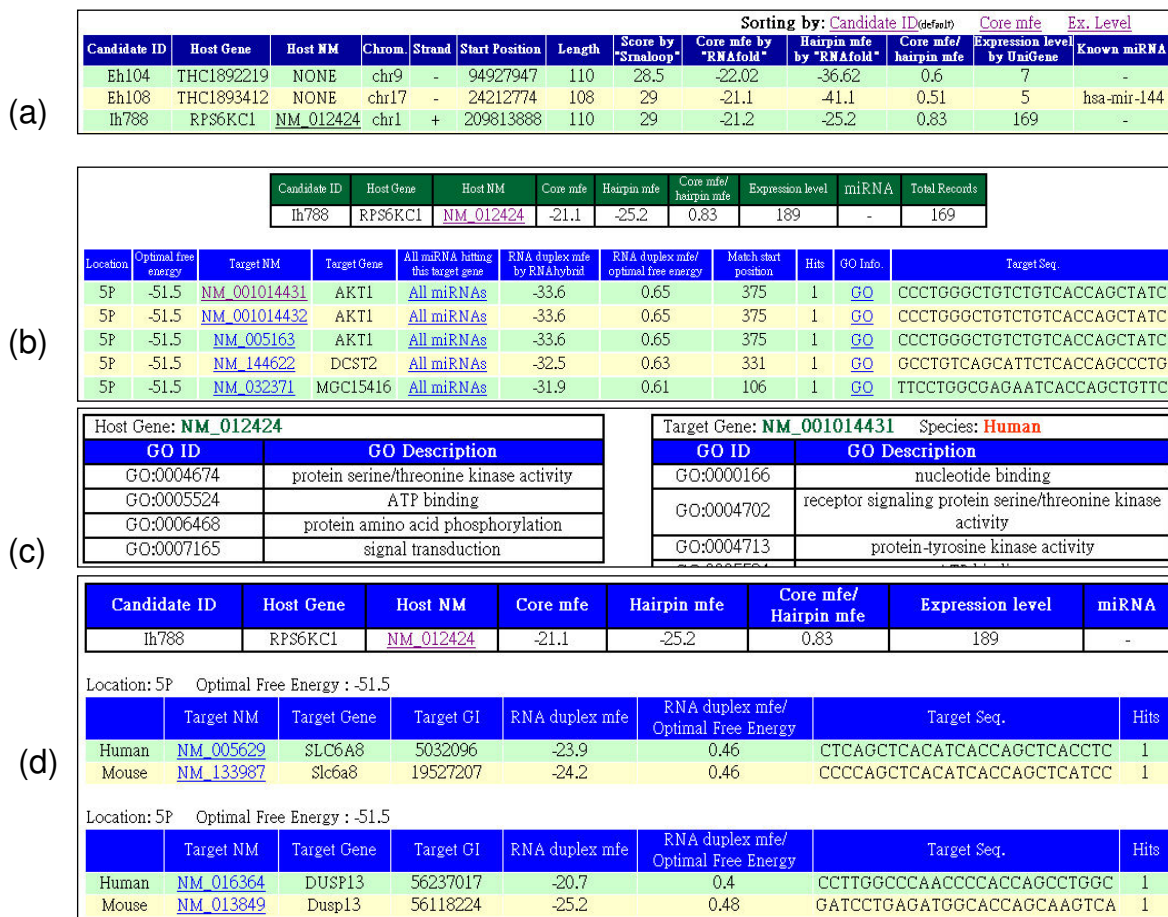 Sorting by: Candidate ID(default) Core mfe Ex. Level
Candidate ID Host Gene Host NM Chrom. Strand Start Position Length Score by "Srnaloop" Core mfe by "RNAfold" Hairpin mfe by "RNAfold" Core mfe/ hairpin mfe Expression level by UniGene Known miRNA
Eh104 THC1892219 NONE chr9 - 94927947 110 28.5 -22.02 -36.62 0.6 7 -
Eh108 THC1893412 NONE chr17 - 24212774 108 29 -21.1 -41.1 0.51 5 hsa-mir-144
Ih788 RPS6KC1 NM_012424 chr1 + 209813888 110 29 -21.2 -25.2 0.83 169 -
(a)
Candidate ID Host Gene Host NM Core mfe Hairpin mfe Core mfe/ hairpin mfe Expression level miRNA Total Records
Ih788 RPS6KC1 NM_012424 -21.1 -25.2 0.83 189 - 169
Location Optimal free energy Target NM Target Gene All miRNA hitting this target gene RNA duplex mfe by RNAhybrid RNA duplex mfe/ optimal free energy Match start position Hits GO Info. Target Seq.
5P -51.5 NM_001014431 AKT1 All miRNAs -33.6 0.65 375 1 GO CCCTGGGCTGTCTGTCACCAGCTATC
5P -51.5 NM_001014432 AKT1 All miRNAs -33.6 0.65 375 1 GO CCCTGGGCTGTCTGTCACCAGCTATC
5P -51.5 NM_005163 AKT1 All miRNAs -33.6 0.65 375 1 GO CCCTGGGCTGTCTGTCACCAGCTATC
5P -51.5 NM_144622 DCST2 All miRNAs -32.5 0.63 331 1 GO GCCTGTCAGCATTCTCACCAGCCCTG
5P -51.5 NM_032371 MGC15416 All miRNAs -31.9 0.61 106 1 GO TTCCTGGCGAGAATCACCAGCTGTTC
(b)
Host Gene: NM_012424
GO ID GO Description
GO:0004674 protein serine/threonine kinase activity
GO:0005524 ATP binding
GO:0006468 protein amino acid phosphorylation
GO:0007165 signal transduction
Target Gene: NM_001014431 Species: Human
GO ID GO Description
GO:0000166 nucleotide binding
GO:0004702 receptor signaling protein serine/threonine kinase activity
GO:0004713 protein-tyrosine kinase activity
(c)
Candidate ID Host Gene Host NM Core mfe Hairpin mfe Core mfe/ Hairpin mfe Expression level miRNA
Ih788 RPS6KC1 NM_012424 -21.1 -25.2 0.83 189 -
Location: 5P Optimal Free Energy : -51.5
Target NM Target Gene Target GI RNA duplex mfe RNA duplex mfe/ Optimal Free Energy Target Seq. Hits
Human NM_005629 SLC6A8 5032096 -23.9 0.46 CTCAGCTCACATCACCAGCTCACCTC 1
Mouse NM_133987 Slc6a8 19527207 -24.2 0.46 CCCCAGCTCACATCACCAGCTCATCC 1
(d)
Location: 5P Optimal Free Energy : -51.5
Target NM Target Gene Target GI RNA duplex mfe RNA duplex mfe/ Optimal Free Energy Target Seq. Hits
Human NM_016364 DUSP13 56237017 -20.7 0.4 CCTTGGCCCAACCCCACCAGCCTGGC 1
Mouse NM_013849 Dusp13 56118224 -25.2 0.48 GATCCTGAGATGGCACCAGCAAGTCA 1